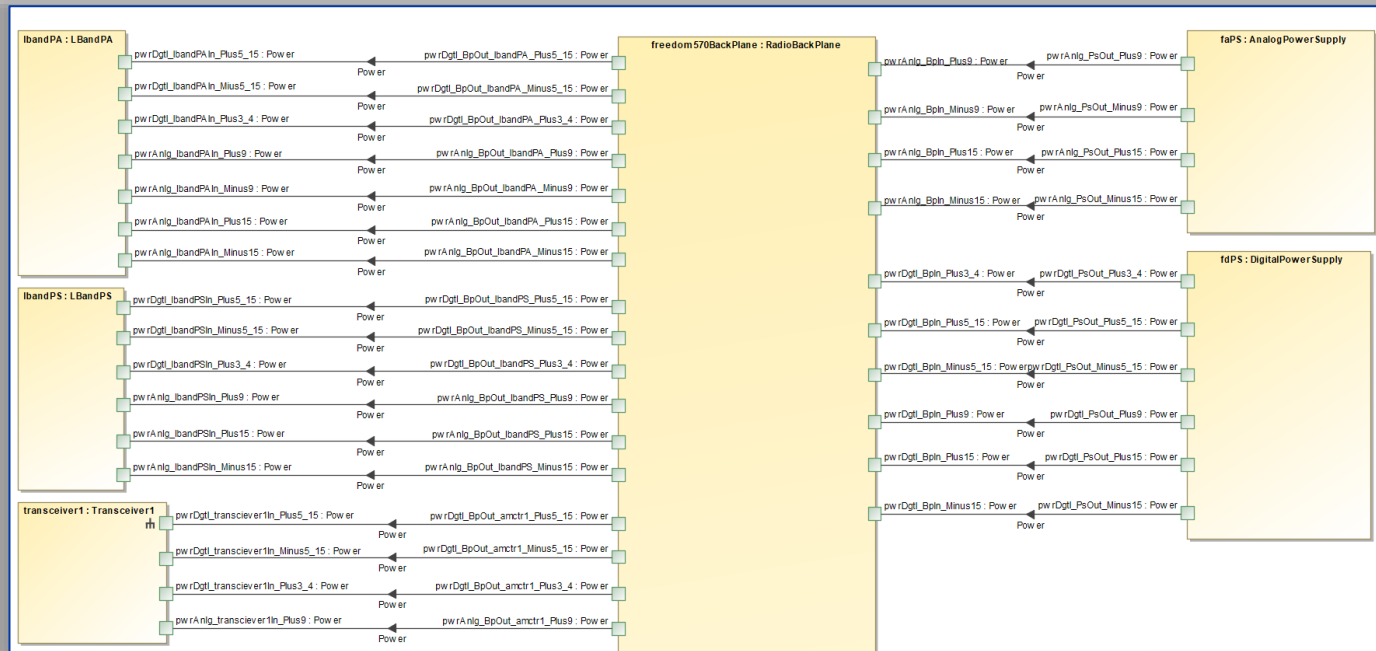 lbandPA : LBandPA
pwrDgtl_lbandPAIn_Plus5_15 : Power
Power
pwrDgtl_BpOut_lbandPA_Plus5_15 : Power
pwrDgtl_lbandPAIn_Mius5_15 : Power
Power
pwrDgtl_BpOut_lbandPA_Minus5_15 : Power
pwrDgtl_lbandPAIn_Plus3_4 : Power
Power
pwrDgtl_BpOut_lbandPA_Plus3_4 : Power
pwrAnlg_lbandPAIn_Plus9 : Power
Power
pwrAnlg_BpOut_lbandPA_Plus9 : Power
pwrAnlg_lbandPAIn_Minus9 : Power
Power
pwrAnlg_BpOut_lbandPA_Minus9 : Power
pwrAnlg_lbandPAIn_Plus15 : Power
Power
pwrAnlg_BpOut_lbandPA_Plus15 : Power
pwrAnlg_lbandPAIn_Minus15 : Power
Power
pwrAnlg_BpOut_lbandPA_Minus15 : Power
lbandPS : LBandPS
pwrDgtl_lbandPSIn_Plus5_15 : Power
Power
pwrDgtl_BpOut_lbandPS_Plus5_15 : Power
pwrDgtl_lbandPSIn_Minus5_15 : Power
Power
pwrDgtl_BpOut_lbandPS_Minus5_15 : Power
pwrDgtl_lbandPSIn_Plus3_4 : Power
Power
pwrDgtl_BpOut_lbandPS_Plus3_4 : Power
pwrAnlg_lbandPSIn_Plus9 : Power
Power
pwrAnlg_BpOut_lbandPS_Plus9 : Power
pwrAnlg_lbandPSIn_Plus15 : Power
Power
pwrAnlg_BpOut_lbandPS_Plus15 : Power
pwrAnlg_lbandPSIn_Minus15 : Power
Power
pwrAnlg_BpOut_lbandPS_Minus15 : Power
transceiver1 : Transceiver1
pwrDgtl_transciever1In_Plus5_15 : Power
Power
pwrDgtl_BpOut_amctr1_Plus5_15 : Power
pwrDgtl_transciever1In_Minus5_15 : Power
Power
pwrDgtl_BpOut_amctr1_Minus5_15 : Power
pwrDgtl_transciever1In_Plus3_4 : Power
Power
pwrDgtl_BpOut_amctr1_Plus3_4 : Power
pwrAnlg_transciever1In_Plus9 : Power
Power
pwrAnlg_BpOut_amctr1_Plus9 : Power
freedom570BackPlane : RadioBackPlane
faPS : AnalogPowerSupply
pwrAnlg_BpIn_Plus9 : Power
Power
pwrAnlg_PsOut_Plus9 : Power
pwrAnlg_BpIn_Minus9 : Power
Power
pwrAnlg_PsOut_Minus9 : Power
pwrAnlg_BpIn_Plus15 : Power
Power
pwrAnlg_PsOut_Plus15 : Power
pwrAnlg_BpIn_Minus15 : Power
Power
pwrAnlg_PsOut_Minus15 : Power
fdPS : DigitalPowerSupply
pwrDgtl_BpIn_Plus3_4 : Power
Power
pwrDgtl_PsOut_Plus3_4 : Power
pwrDgtl_BpIn_Plus5_15 : Power
Power
pwrDgtl_PsOut_Plus5_15 : Power
pwrDgtl_BpIn_Minus5_15 : Power
Power
pwrDgtl_PsOut_Minus5_15 : Power
pwrDgtl_BpIn_Plus9 : Power
Power
pwrDgtl_PsOut_Plus9 : Power
pwrDgtl_BpIn_Plus15 : Power
Power
pwrDgtl_PsOut_Plus15 : Power
pwrDgtl_BpIn_Minus15 : Power
Power
pwrDgtl_PsOut_Minus15 : Power